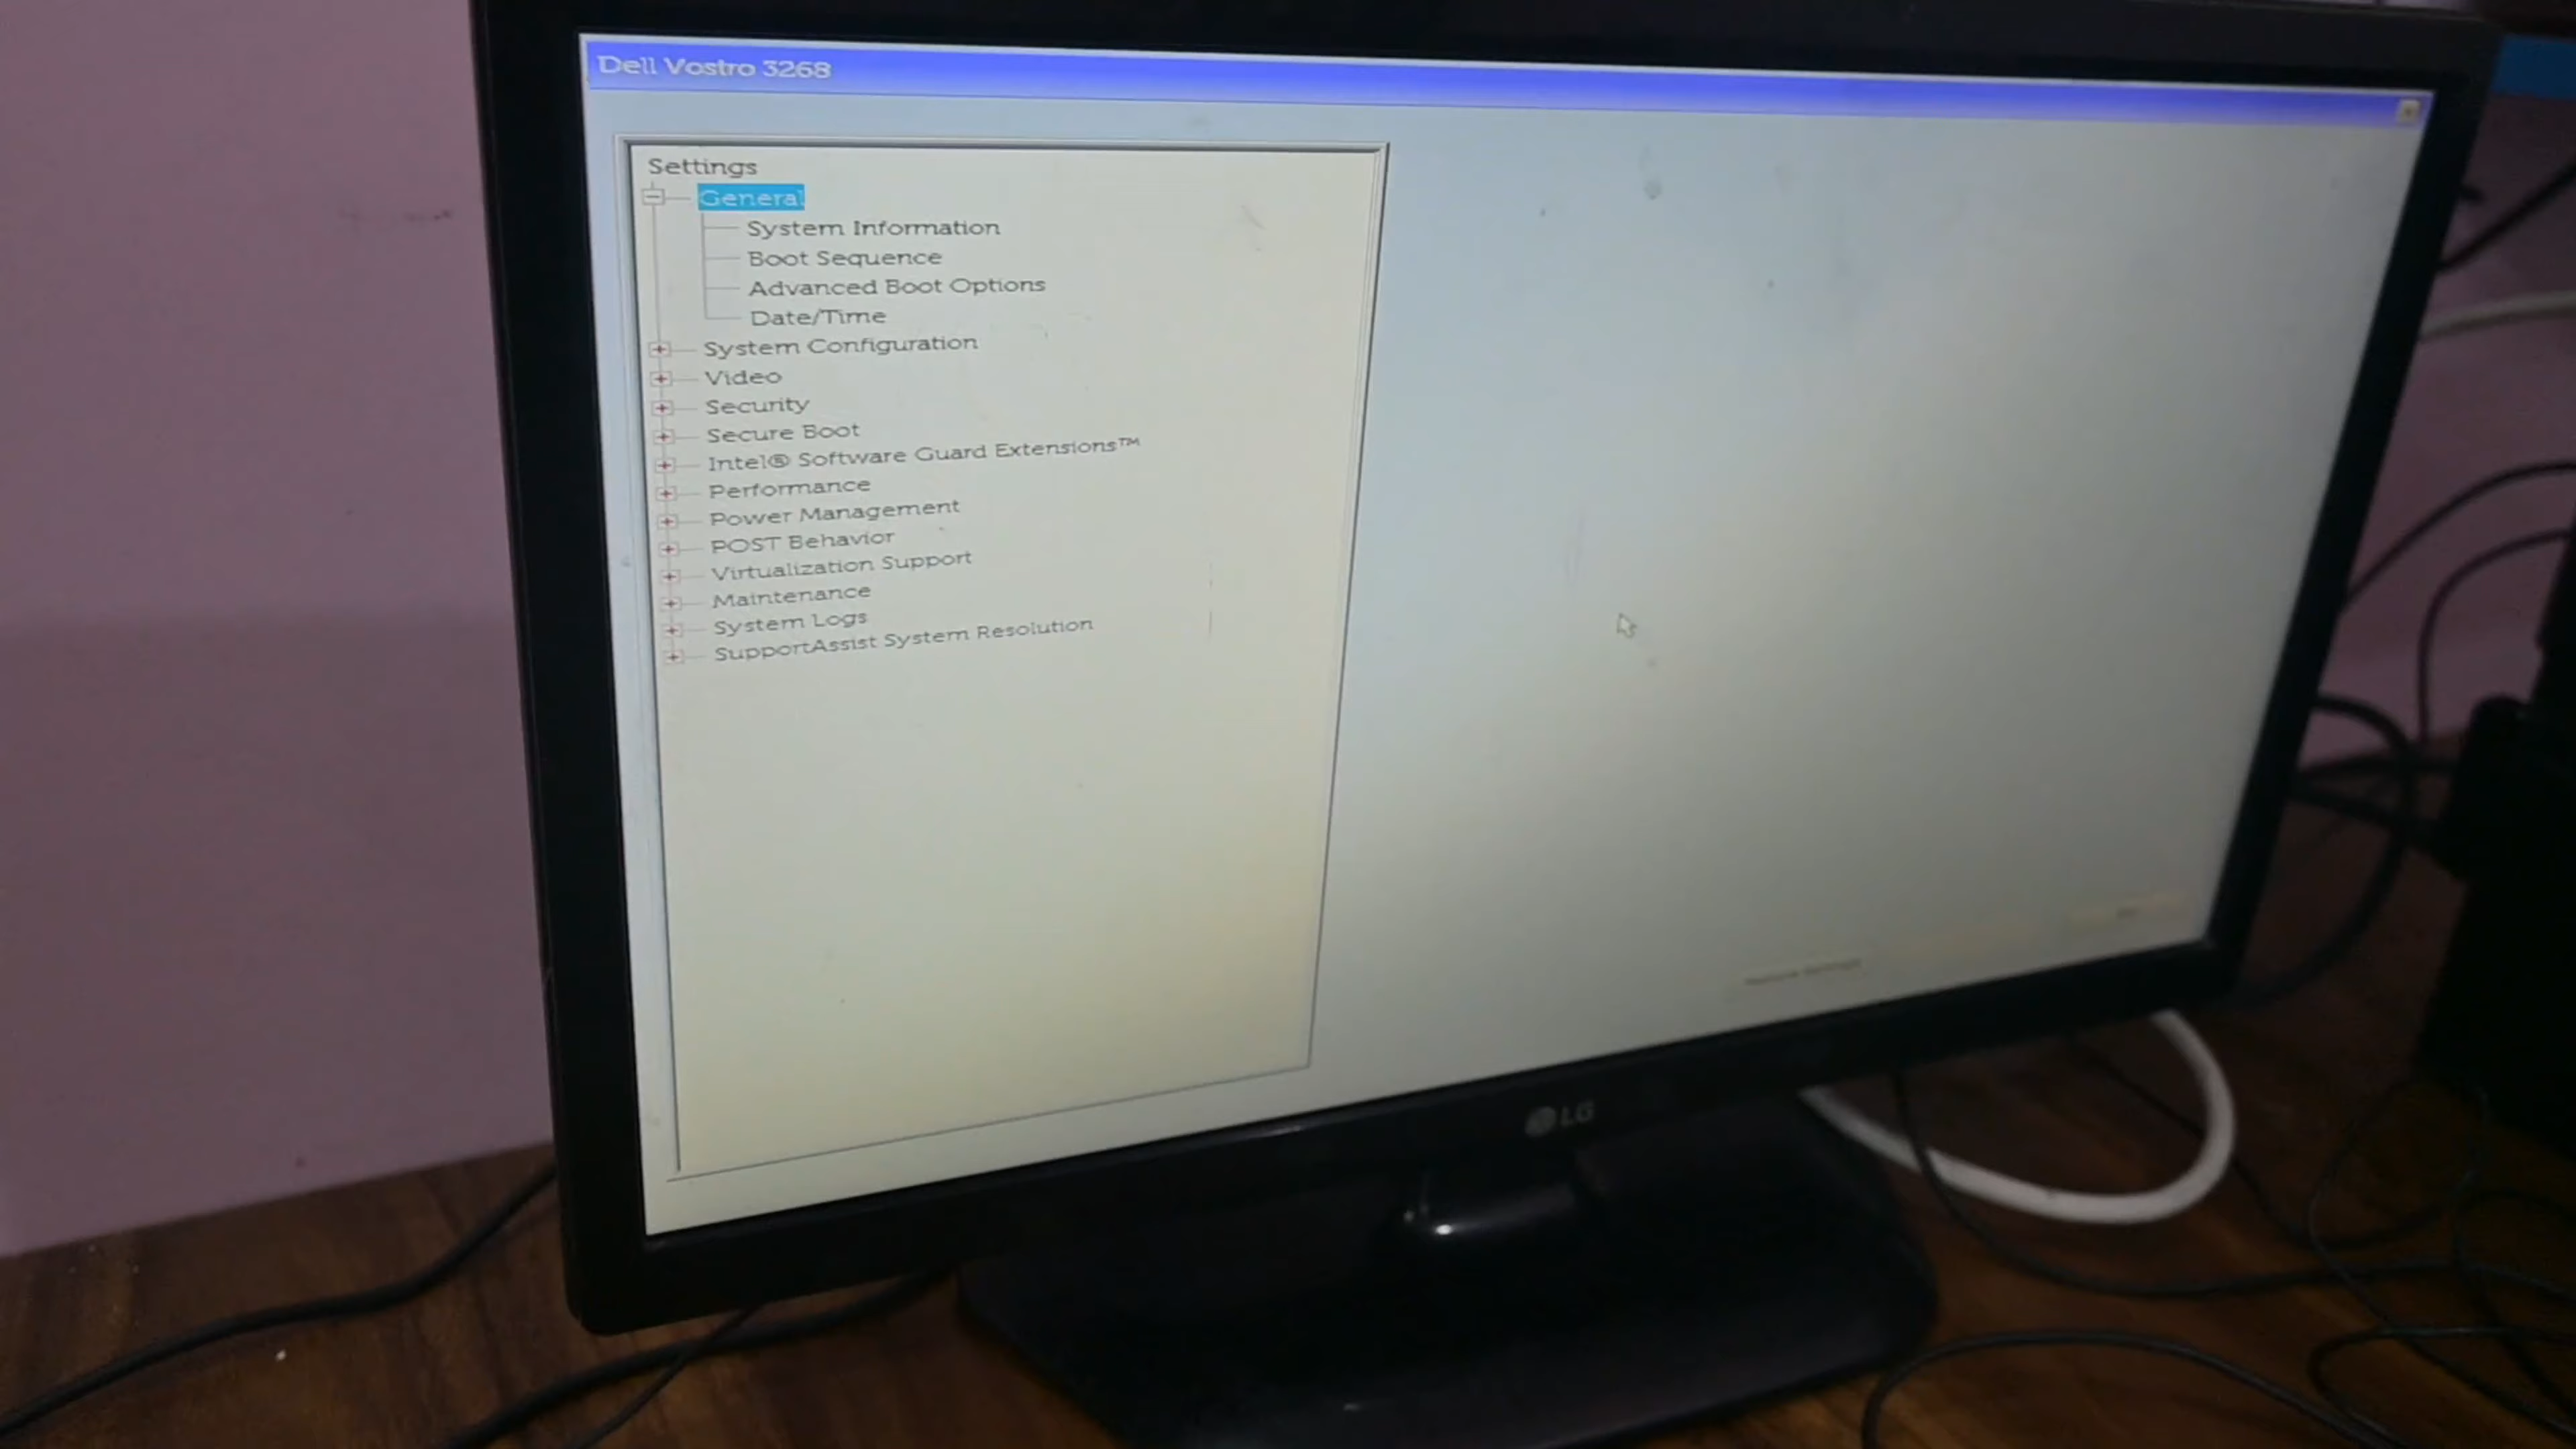 Dell Vostro 3268
Settings
General
System Information
Boot Sequence
Advanced Boot Options
Date/Time
System Configuration
Video
Security
Secure Boot
Intel® Software Guard Extensions™
Performance
Power Management
POST Behavior
Virtualization Support
Maintenance
System Logs
SupportAssist System Resolution
LG